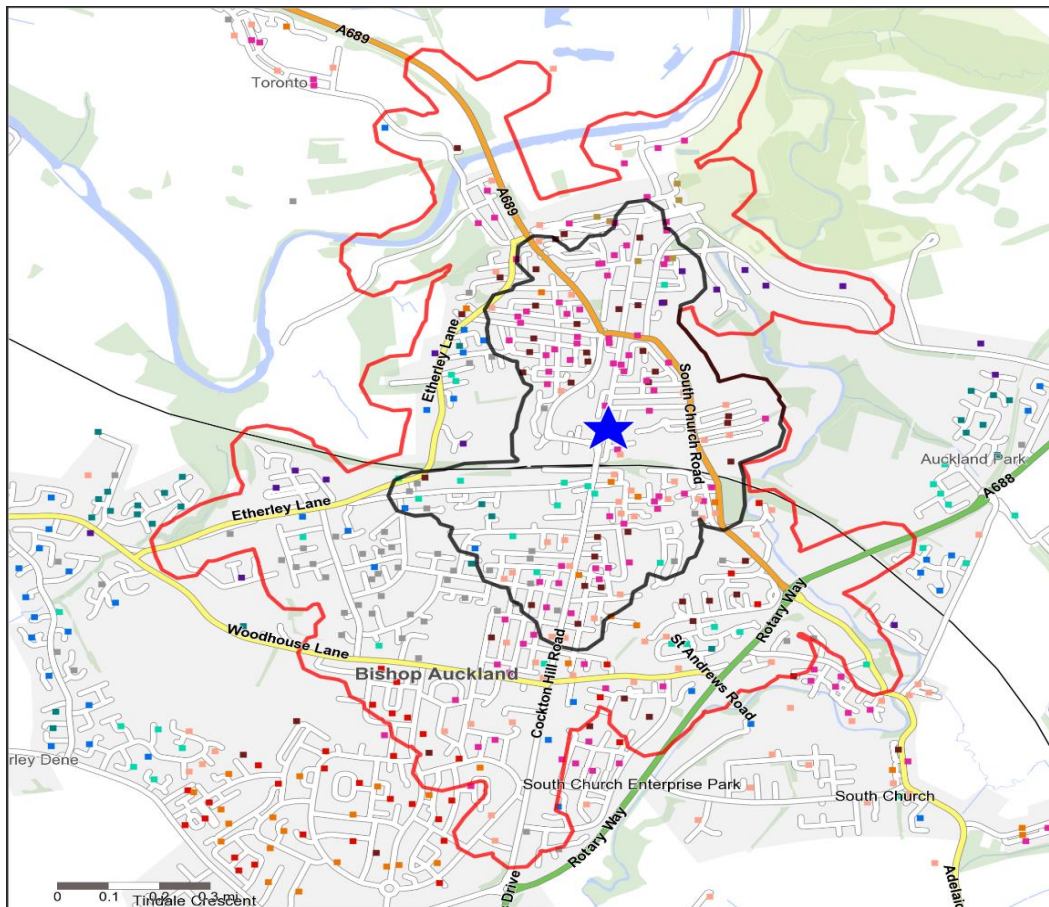 A689
Toronto
A689
Etherley Lane
South Church Road
Auckland Park
A688
Etherley Lane
Rotary Way
Woodhouse Lane
St Andrews Road
Bishop Auckland
Cockton Hill Road
rley Dene
South Church Enterprise Park
South Church
Rotary Way
Adelaid
s Drive
0 0.1 0.2 0.3 mi
Tindale Crescent